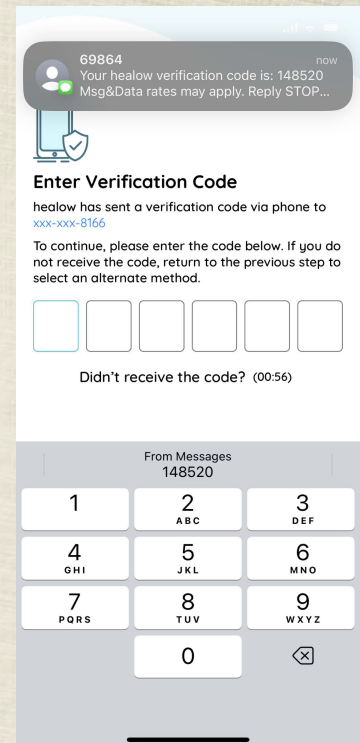 69864
now
Your healow verification code is: 148520
Msg&Data rates may apply. Reply STOP...
Enter Verification Code
healow has sent a verification code via phone to
xxx-xxx-8166
To continue, please enter the code below. If you do
not receive the code, return to the previous step to
select an alternate method.
Didn't receive the code? (00:56)
From Messages
148520
1
2
ABC
3
DEF
4
GHI
5
JKL
6
MNO
7
PQRS
8
TUV
9
WXYZ
0